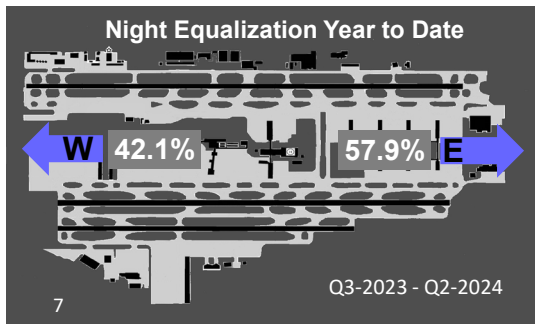 Night Equalization Year to Date
W 42.1% 57.9% E
Q3-2023 - Q2-2024
7